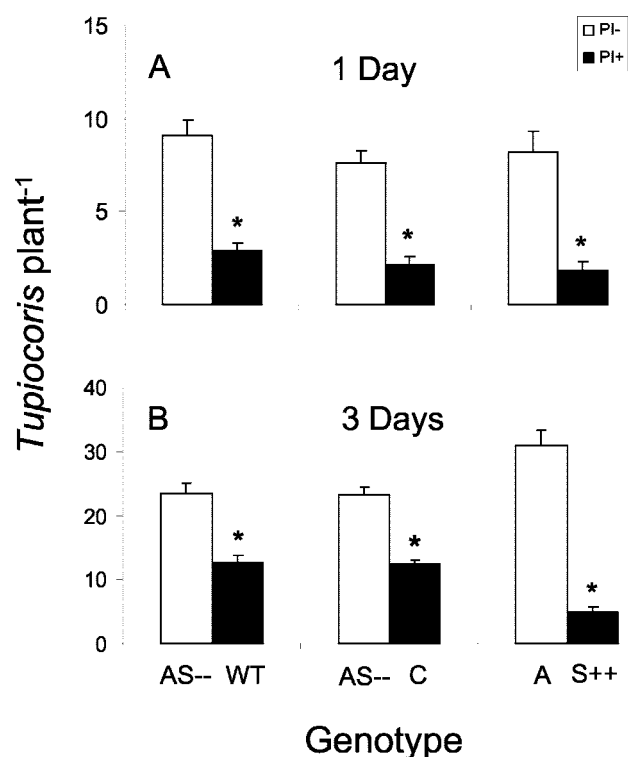 PI-
PI+
15
A
1 Day
10
5
0
*
*
*
Tupiocoris plant-1
40
B
3 Days
30
20
10
0
*
*
*
AS-- WT AS-- C A S++
Genotype